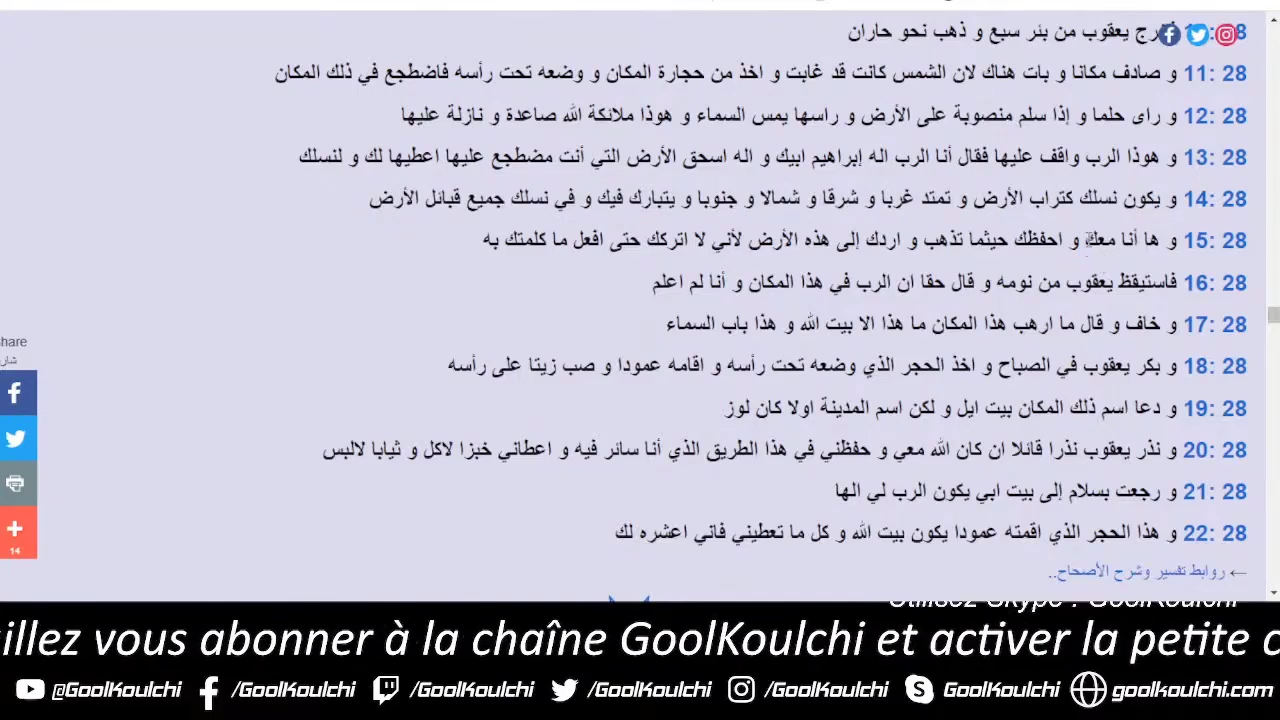 يعقوب من بئر سبع و ذهب نحو حاران
28 :11 و صادف مكانا و بات هناك لان الشمس كانت قد غابت و اخذ من حجارة المكان و وضعه تحت رأسه فاضطجع في ذلك المكان
28 :12 و راى حلما و إذا سلم منصوبة على الأرض و راسها يمس السماء و هوذا ملائكة الله صاعدة و نازلة عليها
28 :13 و هوذا الرب واقف عليها فقال أنا الرب اله إبراهيم ابيك و اله اسحق الأرض التي أنت مضطجع عليها اعطيها لك و لنسلك
28 :14 و يكون نسلك كتراب الأرض و تمتد غربا و شرقا و شمالا و جنوبا و يتبارك فيك و في نسلك جميع قبائل الأرض
28 :15 و ها أنا معك و احفظك حيثما تذهب و اردك إلى هذه الأرض لأني لا اتركك حتى افعل ما كلمتك به
28 :16 فاستيقظ يعقوب من نومه و قال حقا ان الرب في هذا المكان و أنا لم اعلم
28 :17 و خاف و قال ما ارهب هذا المكان ما هذا الا بيت الله و هذا باب السماء
28 :18 و بكر يعقوب في الصباح و اخذ الحجر الذي وضعه تحت رأسه و اقامه عمودا و صب زيتا على رأسه
28 :19 و دعا اسم ذلك المكان بيت ايل و لكن اسم المدينة اولا كان لوز
28 :20 و نذر يعقوب نذرا قائلا ان كان الله معي و حفظني في هذا الطريق الذي أنا سائر فيه و اعطاني خبزا لاكل و ثيابا لالبس
28 :21 و رجعت بسلام إلى بيت ابي يكون الرب لي الها
28 :22 و هذا الحجر الذي اقمته عمودا يكون بيت الله و كل ما تعطيني فاني اعشره لك
← روابط تفسير وشرح الأصحاح..
hare
شار
14
Utilisez Skype : GoolKoulchi
illez vous abonner à la chaîne GoolKoulchi et activer la petite c
@GoolKoulchi /GoolKoulchi /GoolKoulchi /GoolKoulchi /GoolKoulchi GoolKoulchi goolkoulchi.com